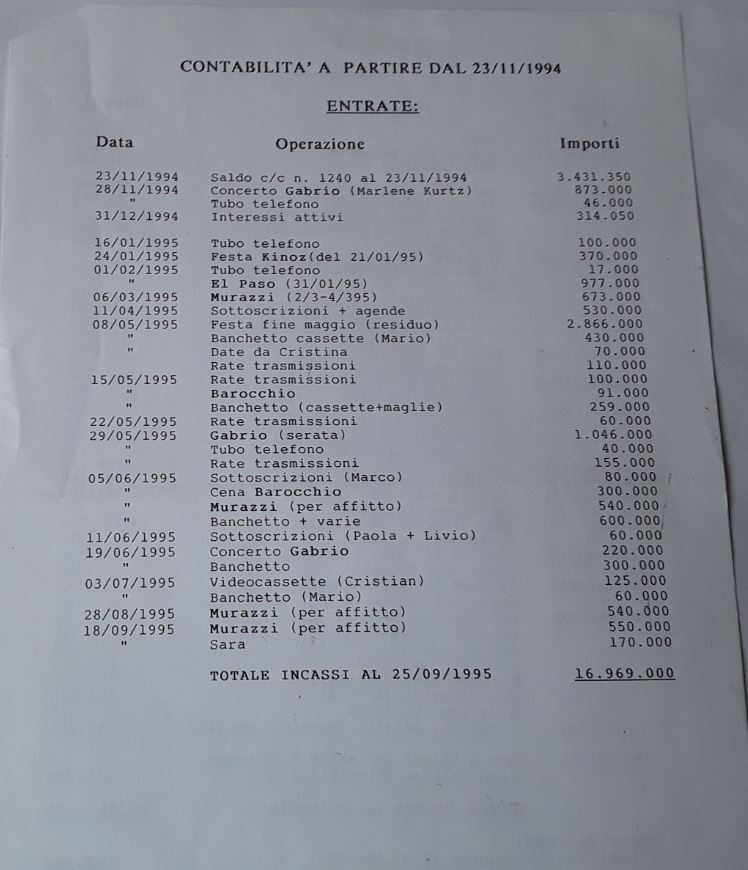 CONTABILITA' A PARTIRE DAL 23/11/1994
ENTRATE:
Data Operazione Importi
23/11/1994 Saldo c/c n. 1240 al 23/11/1994 3.431.350
28/11/1994 Concerto Gabrio (Marlene Kurtz) 873.000
" Tubo telefono 46.000
31/12/1994 Interessi attivi 314.050
16/01/1995 Tubo telefono 100.000
24/01/1995 Festa Kinoz(del 21/01/95) 370.000
01/02/1995 Tubo telefono 17.000
" El Paso (31/01/95) 977.000
06/03/1995 Murazzi (2/3-4/395) 673.000
11/04/1995 Sottoscrizioni + agende 530.000
08/05/1995 Festa fine maggio (residuo) 2.866.000
" Banchetto cassette (Mario) 430.000
" Date da Cristina 70.000
Rate trasmissioni 110.000
15/05/1995 Rate trasmissioni 100.000
" Barocchio 91.000
" Banchetto (cassette+maglie) 259.000
22/05/1995 Rate trasmissioni 60.000
29/05/1995 Gabrio (serata) 1.046.000
" Tubo telefono 40.000
" Rate trasmissioni 155.000
05/06/1995 Sottoscrizioni (Marco) 80.000
" Cena Barocchio 300.000
" Murazzi (per affitto) 540.000
" Banchetto + varie 600.000
11/06/1995 Sottoscrizioni (Paola + Livio) 60.000
19/06/1995 Concerto Gabrio 220.000
" Banchetto 300.000
03/07/1995 Videocassette (Cristian) 125.000
" Banchetto (Mario) 60.000
28/08/1995 Murazzi (per affitto) 540.000
18/09/1995 Murazzi (per affitto) 550.000
" Sara 170.000
TOTALE INCASSI AL 25/09/1995 16.969.000